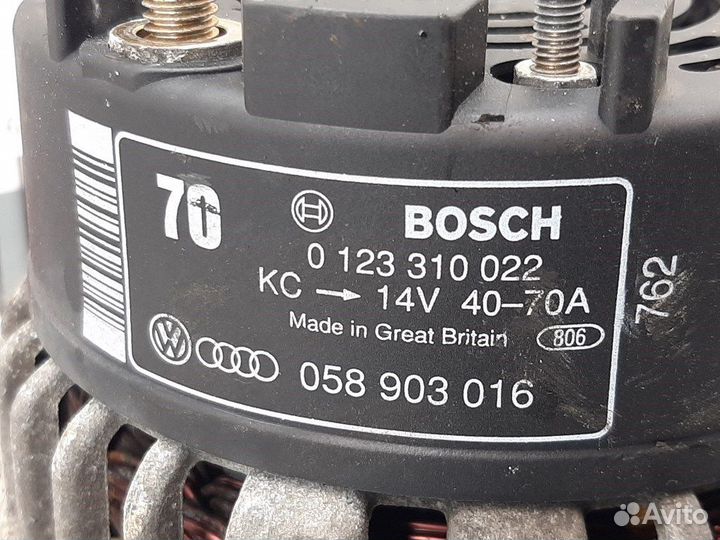 70
BOSCH
0 123 310 022
KC → 14V 40–70A
Made in Great Britain 806
058 903 016
762
Avito